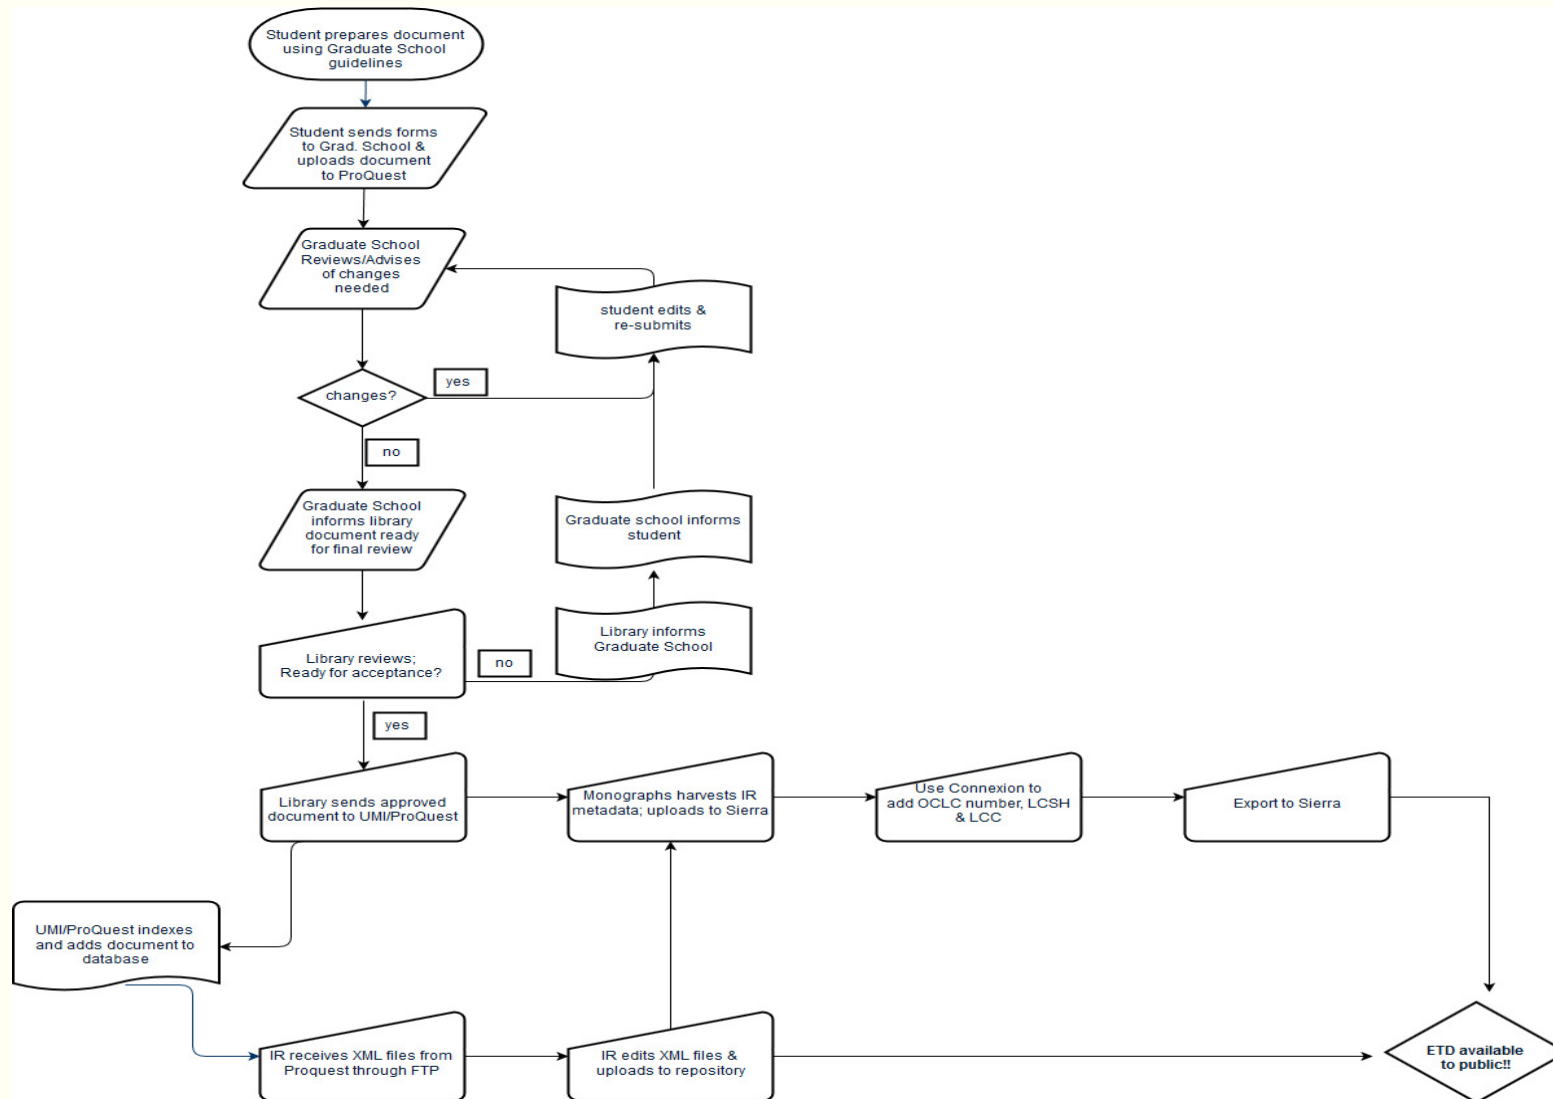 Student prepares document
using Graduate School
guidelines
Student sends forms
to Grad. School &
uploads document
to ProQuest
Graduate School
Reviews/Advises
of changes
needed
student edits &
re-submits
changes?
yes
no
Graduate School
informs library
document ready
for final review
Graduate school informs
student
Library informs
Graduate School
Library reviews;
Ready for acceptance?
no
yes
Library sends approved
document to UMI/ProQuest
Monographs harvests IR
metadata; uploads to Sierra
Use Connexion to
add OCLC number, LCSH
& LCC
Export to Sierra
UMI/ProQuest indexes
and adds document to
database
IR receives XML files from
Proquest through FTP
IR edits XML files &
uploads to repository
ETD available
to public!!